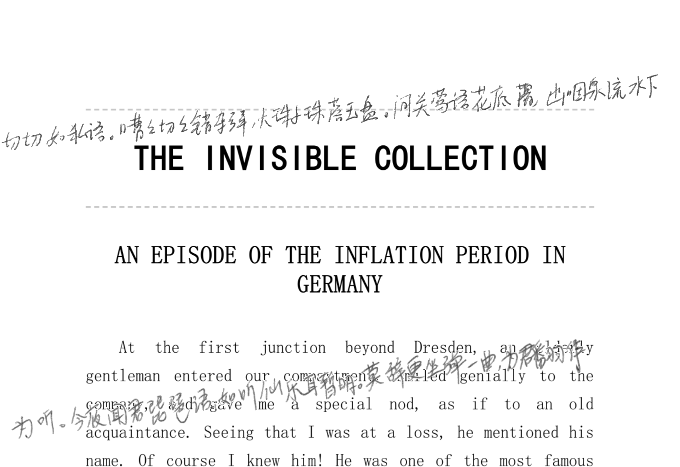 切切如私语。嘈嘈切切错杂弹,大珠小珠落玉盘。间关莺语花底滑,幽咽泉流水下
THE INVISIBLE COLLECTION
AN EPISODE OF THE INFLATION PERIOD IN
GERMANY
At the first junction beyond Dresden, an elderly
gentleman entered our compartment, smiled genially to the
company, and gave me a special nod, as if to an old
莫辞更坐弹一曲,为君翻作
为听。今夜闻君琵琶语,如听仙乐耳暂明。
acquaintance. Seeing that I was at a loss, he mentioned his
name. Of course I knew him! He was one of the most famous